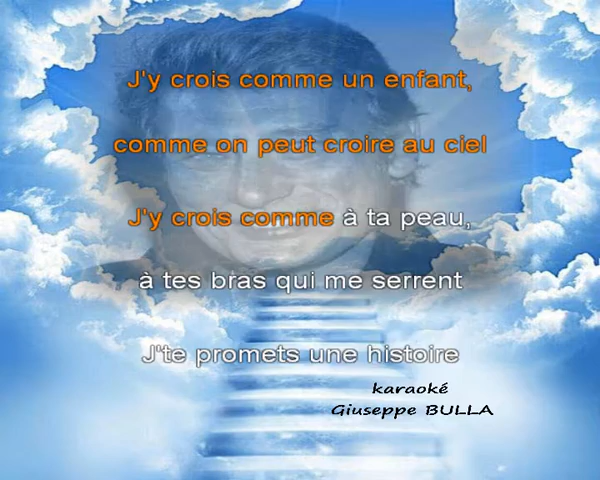 J'y crois comme un enfant,
comme on peut croire au ciel
J'y crois comme à ta peau,
à tes bras qui me serrent
J'te promets une histoire
karaoké
Giuseppe BULLA